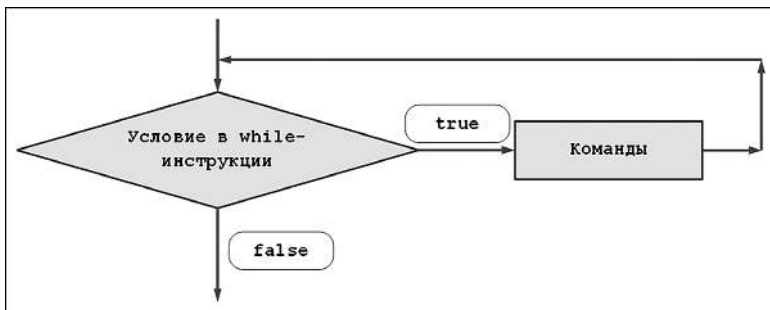 Условие в while-
инструкции
true
Команды
false